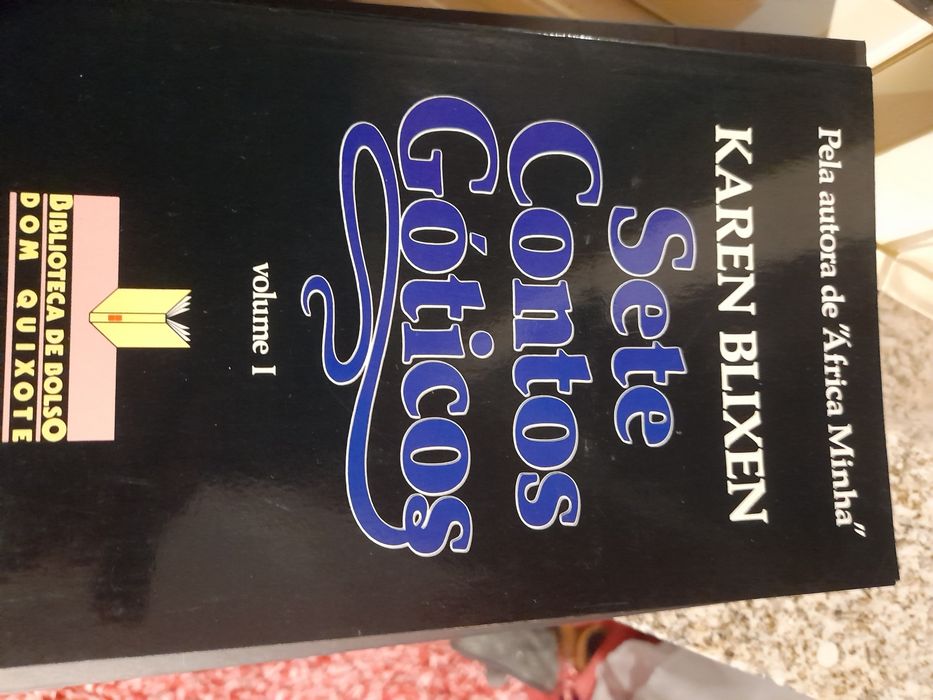 Pela autora de "África Minha"
KAREN BLIXEN
Sete
Contos
Góticos
volume I
BIBLIOTECA DE BOLSO
DOM QUIXOTE